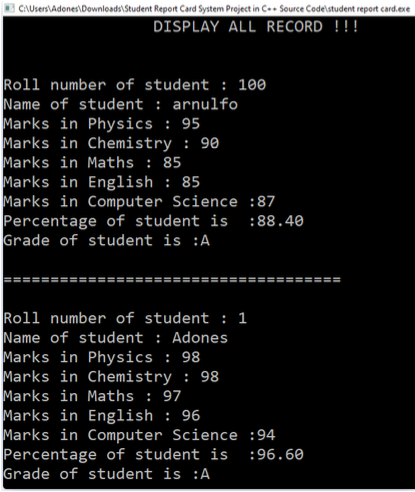 C:\Users\Adones\Downloads\Student Report Card System Project in C++ Source Code\student report card.exe
DISPLAY ALL RECORD !!!
Roll number of student : 100
Name of student : arnulfo
Marks in Physics : 95
Marks in Chemistry : 90
Marks in Maths : 85
Marks in English : 85
Marks in Computer Science :87
Percentage of student is  :88.40
Grade of student is :A
====================================
Roll number of student : 1
Name of student : Adones
Marks in Physics : 98
Marks in Chemistry : 98
Marks in Maths : 97
Marks in English : 96
Marks in Computer Science :94
Percentage of student is  :96.60
Grade of student is :A